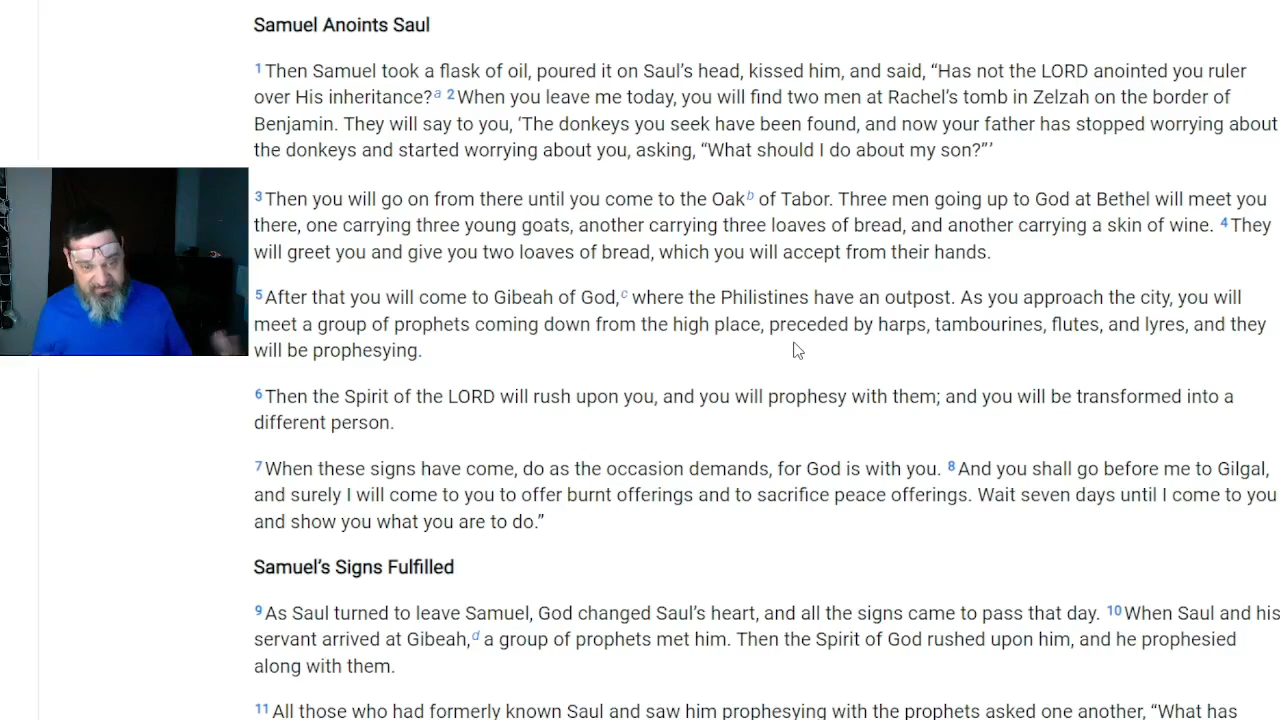 Samuel Anoints Saul
1 Then Samuel took a flask of oil, poured it on Saul’s head, kissed him, and said, “Has not the LORD anointed you ruler
over His inheritance?a 2 When you leave me today, you will find two men at Rachel’s tomb in Zelzah on the border of
Benjamin. They will say to you, ‘The donkeys you seek have been found, and now your father has stopped worrying about
the donkeys and started worrying about you, asking, “What should I do about my son?”’
3 Then you will go on from there until you come to the Oakb of Tabor. Three men going up to God at Bethel will meet you
there, one carrying three young goats, another carrying three loaves of bread, and another carrying a skin of wine. 4 They
will greet you and give you two loaves of bread, which you will accept from their hands.
5 After that you will come to Gibeah of God,c where the Philistines have an outpost. As you approach the city, you will
meet a group of prophets coming down from the high place, preceded by harps, tambourines, flutes, and lyres, and they
will be prophesying.
6 Then the Spirit of the LORD will rush upon you, and you will prophesy with them; and you will be transformed into a
different person.
7 When these signs have come, do as the occasion demands, for God is with you. 8 And you shall go before me to Gilgal,
and surely I will come to you to offer burnt offerings and to sacrifice peace offerings. Wait seven days until I come to you
and show you what you are to do.”
Samuel’s Signs Fulfilled
9 As Saul turned to leave Samuel, God changed Saul’s heart, and all the signs came to pass that day. 10 When Saul and his
servant arrived at Gibeah,d a group of prophets met him. Then the Spirit of God rushed upon him, and he prophesied
along with them.
11 All those who had formerly known Saul and saw him prophesying with the prophets asked one another, “What has